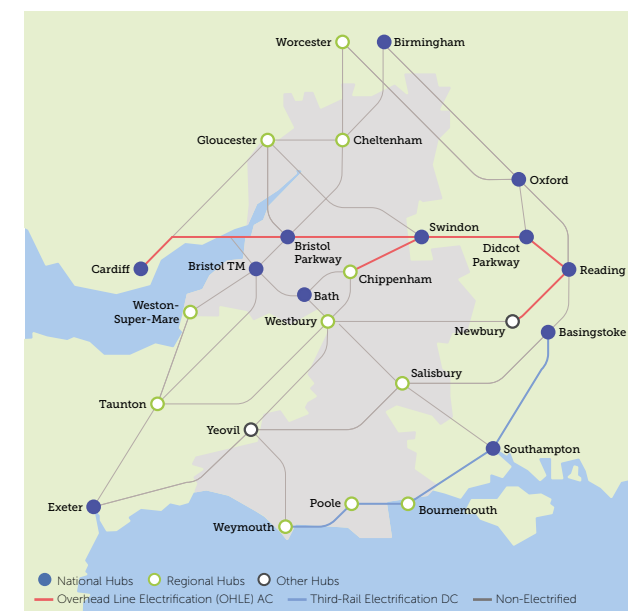 Worcester
Birmingham
Gloucester
Cheltenham
Oxford
Swindon
Bristol
Parkway
Didcot
Parkway
Cardiff
Bristol TM
Chippenham
Reading
Bath
Weston-
Super-Mare
Westbury
Newbury
Basingstoke
Salisbury
Taunton
Yeovil
Southampton
Exeter
Poole
Bournemouth
Weymouth
National Hubs
Regional Hubs
Other Hubs
Overhead Line Electrification (OHLE) AC
Third-Rail Electrification DC
Non-Electrified